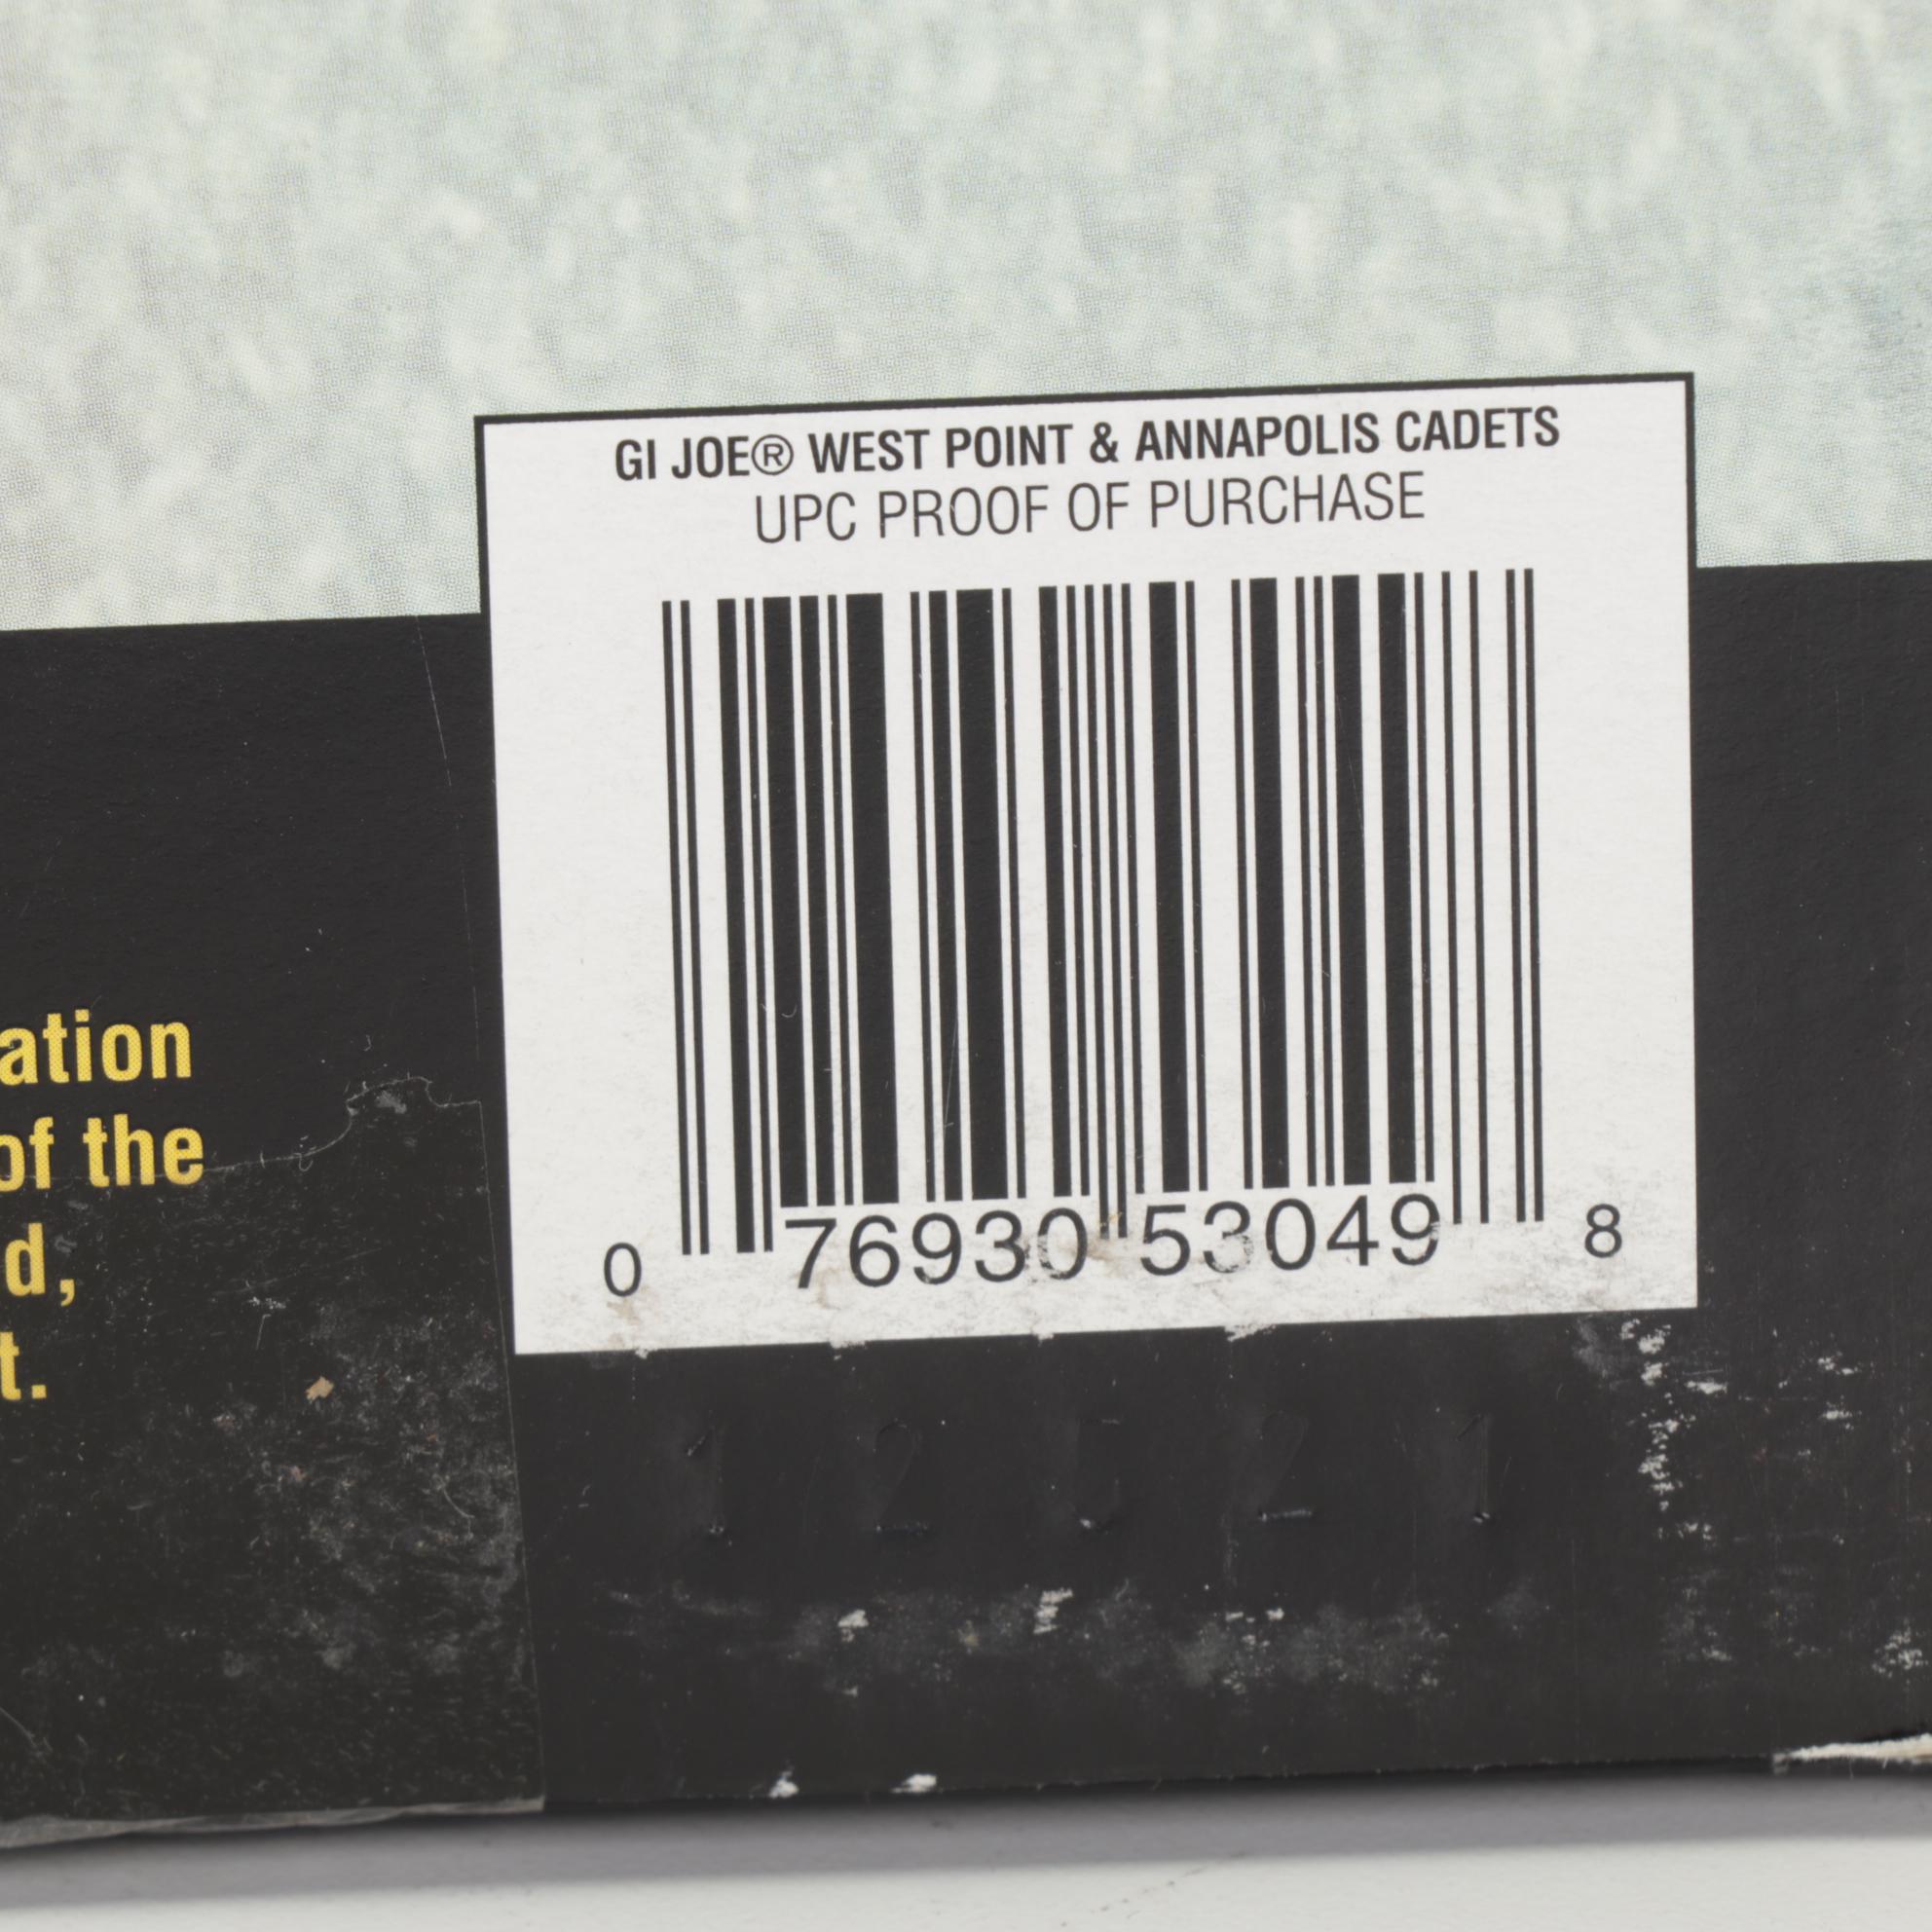 GI JOE® WEST POINT & ANNAPOLIS CADETS
UPC PROOF OF PURCHASE
0 76930 53049 8
ation
of the
d,
t.